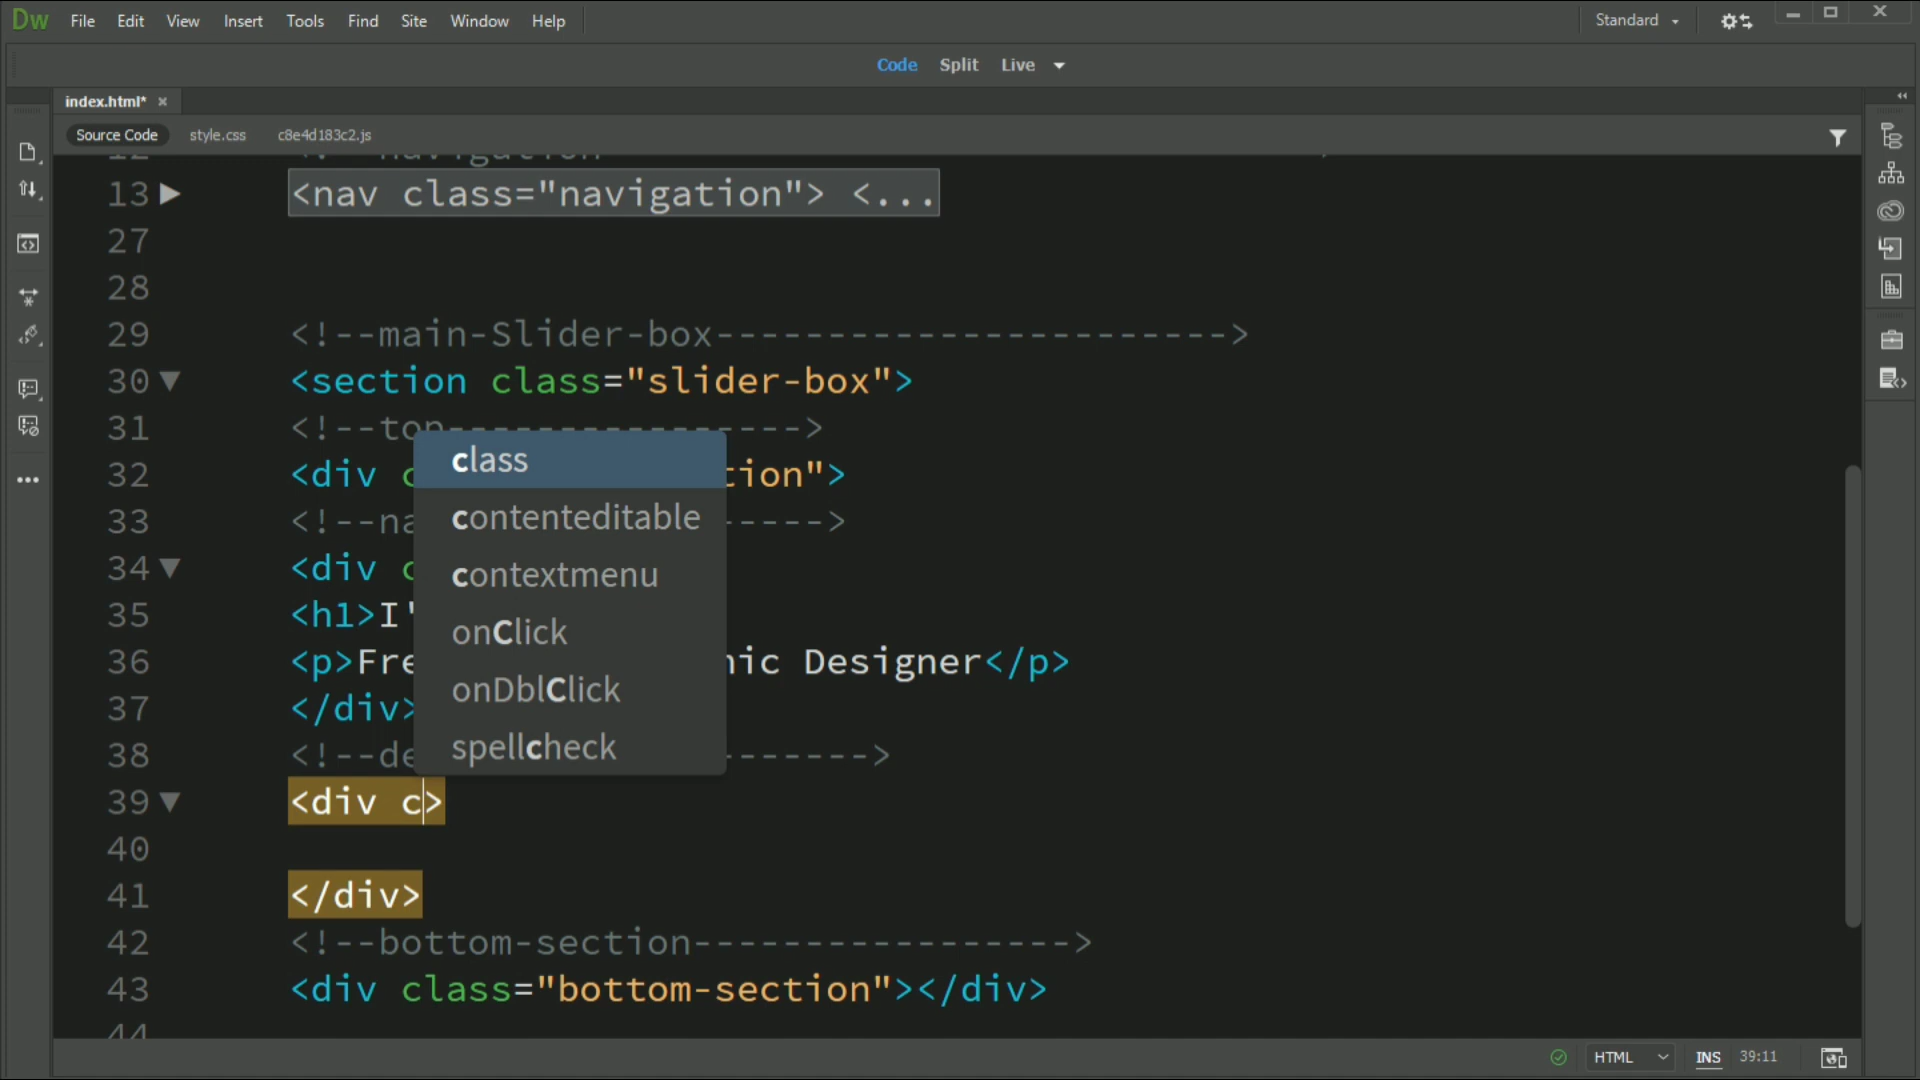 Dw File Edit View Insert Tools Find Site Window Help Standard
Code Split Live
index.html*
Source Code style.css c8e4d183c2.js
13 <nav class="navigation"> <...
27
28
29 <!--main-Slider-box----------------------->
30 <section class="slider-box">
31 <!--top---------------->
32 <div c tion">
33 <!--na ----->
34 <div c
35 <h1>I'
36 <p>Fre hic Designer</p>
37 </div>
38 <!--de ------->
39 <div c>
40
41 </div>
42 <!--bottom-section----------------->
43 <div class="bottom-section"></div>
44
class
contenteditable
contextmenu
onClick
onDblClick
spellcheck
HTML INS 39:11